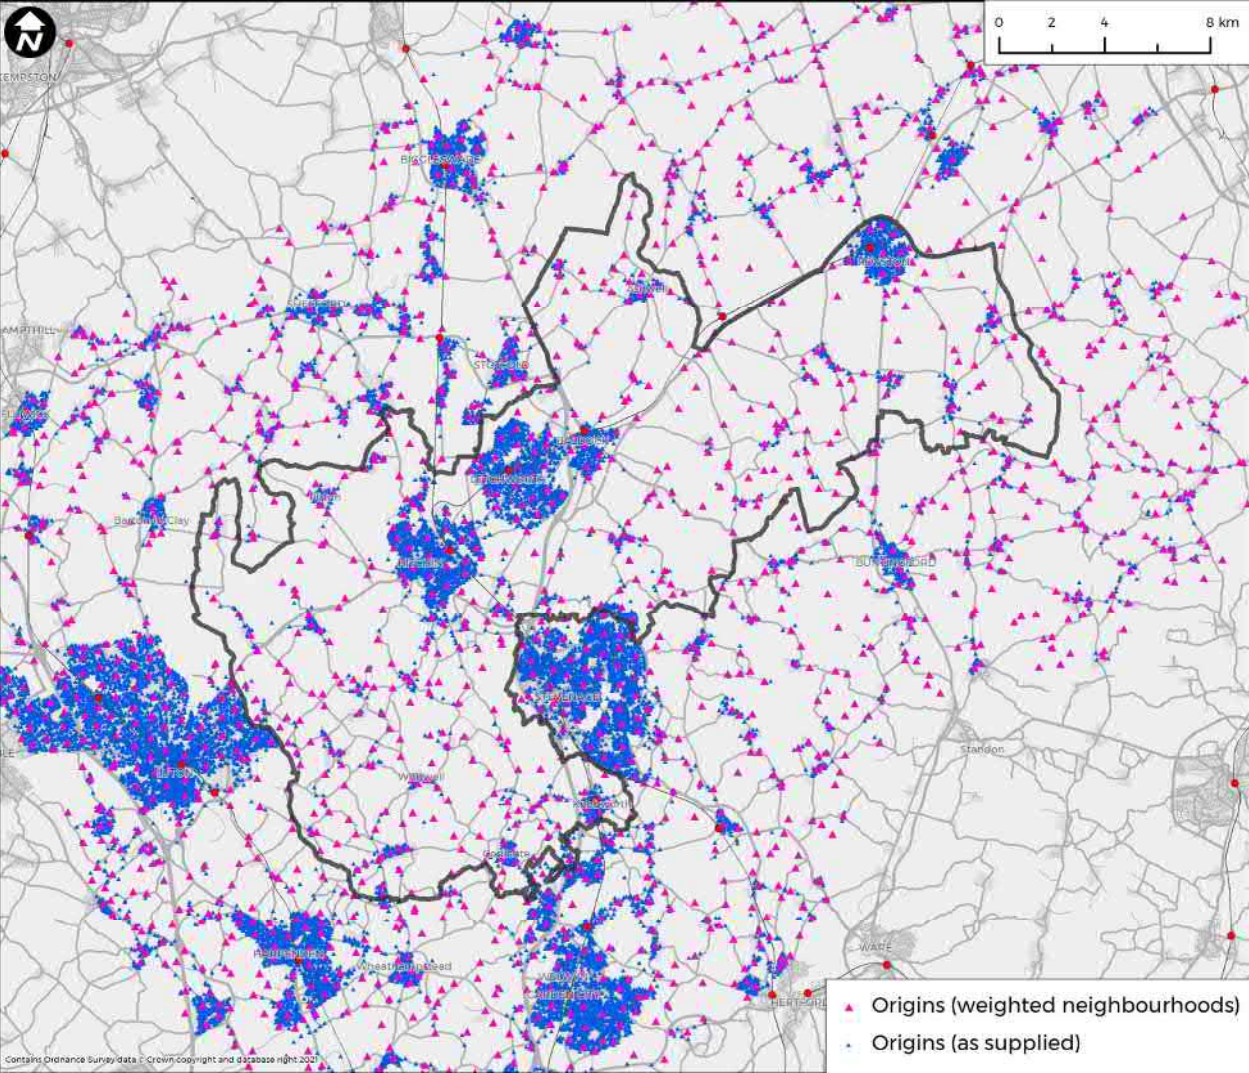 N
0 2 4 8 km
KEMPSTON
BIGGLESWADE
SHEFFORD
AMPTHILL
STOTFOLD
ROYSTON
Ashwell
FLITWICK
BALDOCK
LETCHWORTH
Barton-le-Clay
HITCHIN
BUNTINGFORD
STEVENAGE
Standon
LUTON
Whitwell
Knebworth
Codicote
HARPENDEN
Wheathampstead
WELWYN
GARDEN CITY
WARE
HERTFORD
Origins (weighted neighbourhoods)
Origins (as supplied)
Contains Ordnance Survey data © Crown copyright and database right 2021